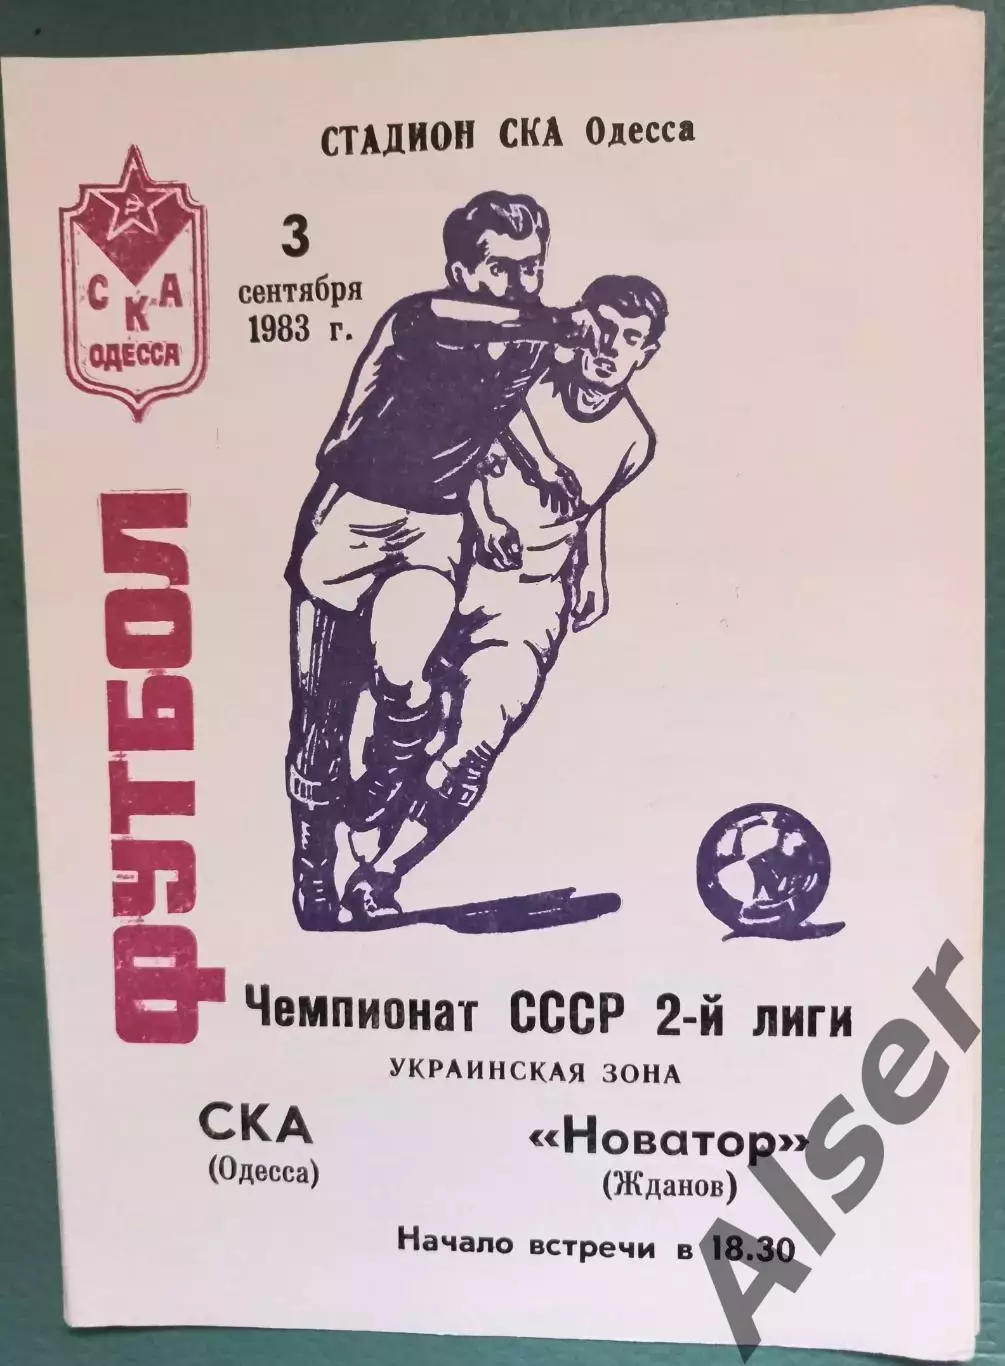 СТАДИОН СКА Одесса
СКА
ОДЕССА
3
сентября
1983 г.
ФУТБОЛ
Чемпионат СССР 2-й лиги
УКРАИНСКАЯ ЗОНА
СКА
(Одесса)
«Новатор»
(Жданов)
Начало встречи в 18.30
Alser